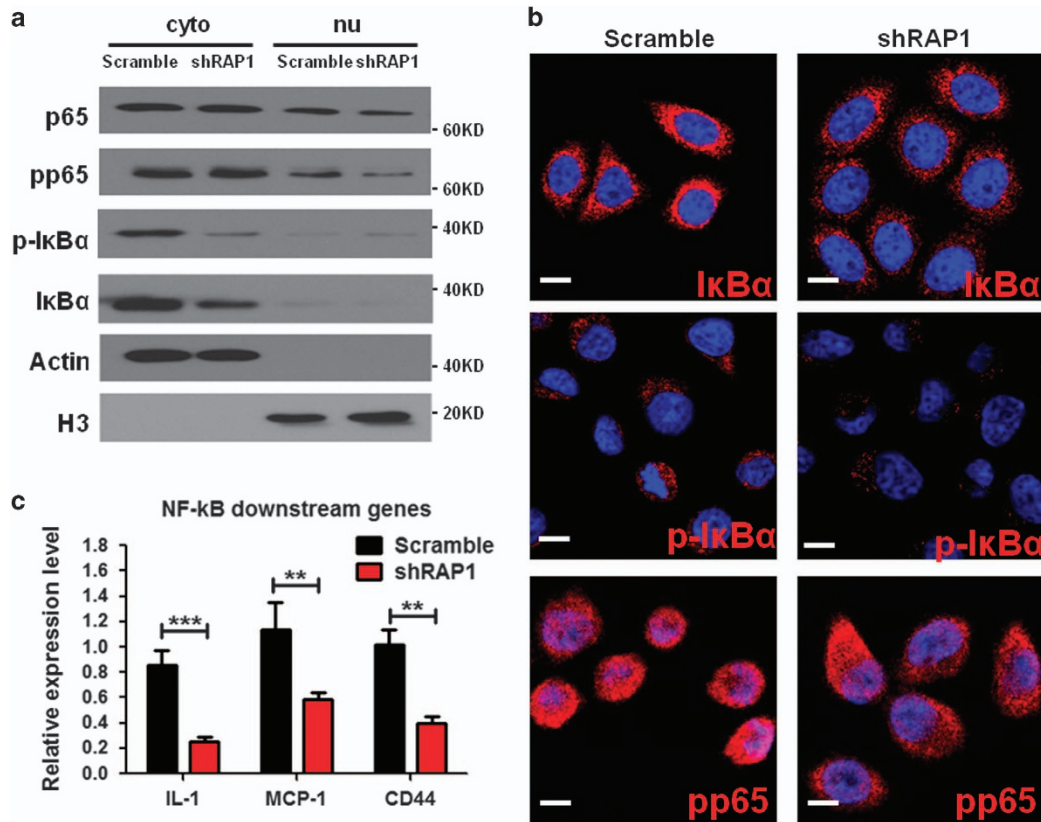 a
cyto nu
Scramble shRAP1 Scramble shRAP1
p65
- 60KD
pp65
60KD
p-IκBα
- 40KD
IκBα
40KD
Actin
- 40KD
H3
- 20KD
b
Scramble shRAP1
IκBα IκBα
p-IκBα p-IκBα
pp65 pp65
c
NF-kB downstream genes
Relative expression level
1.8
1.6
1.4
1.2
1.0
0.8
0.6
0.4
0.2
0.0
Scramble
shRAP1
***
**
**
IL-1 MCP-1 CD44